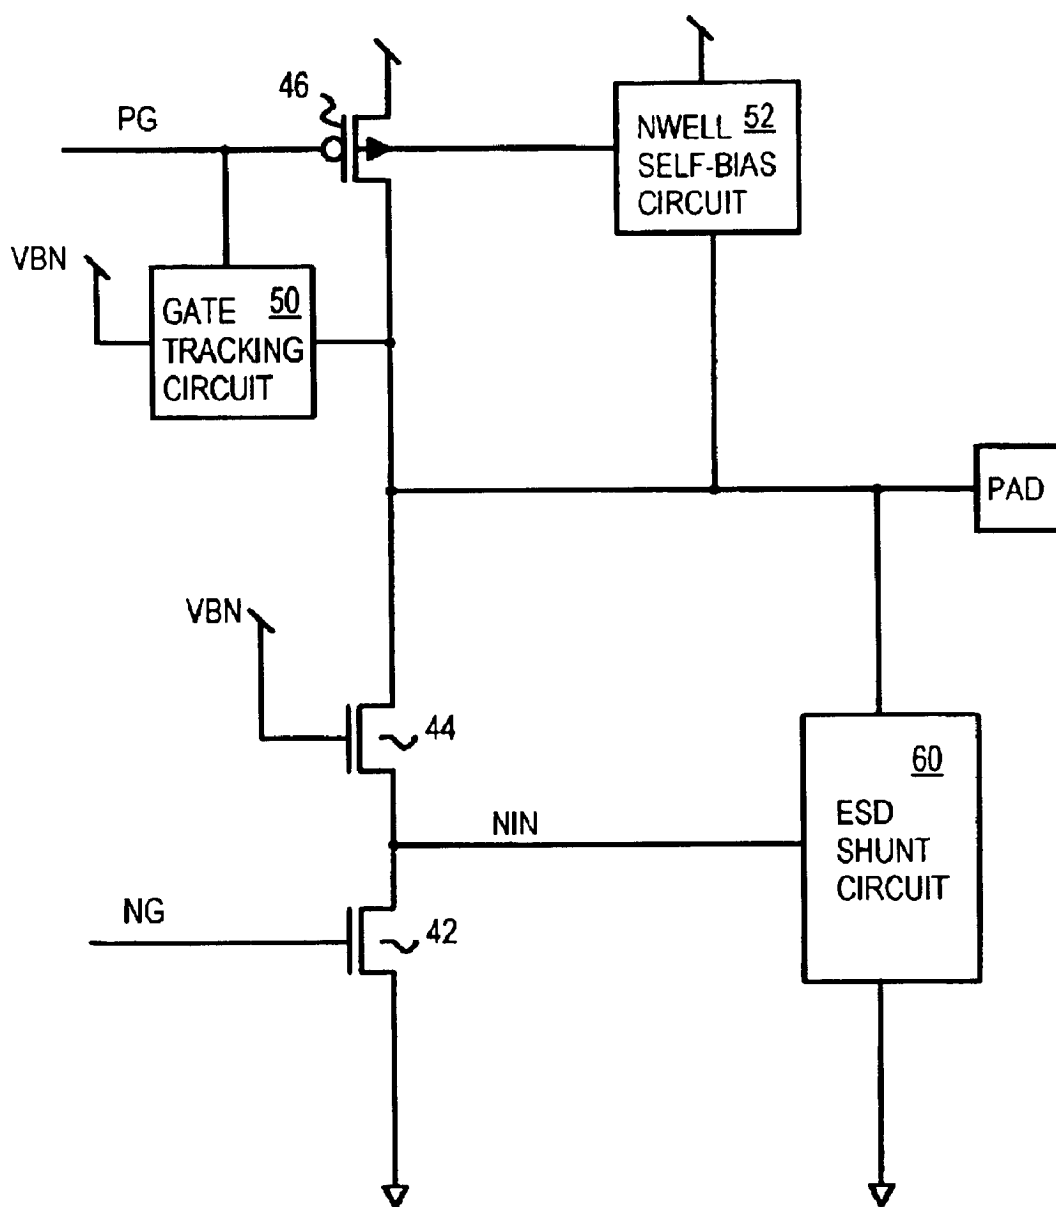 46
PG
NWELL 52
SELF-BIAS
CIRCUIT
VBN
GATE 50
TRACKING
CIRCUIT
PAD
VBN
44
60
ESD
SHUNT
CIRCUIT
NIN
NG
42